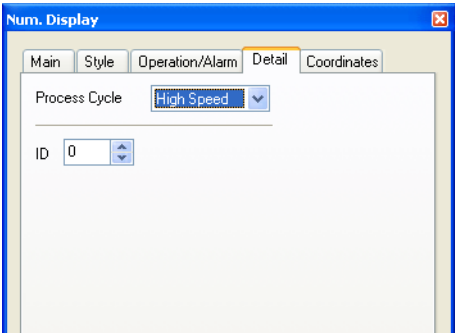 Num. Display
Main Style Operation/Alarm Detail Coordinates
Process Cycle High Speed
ID 0